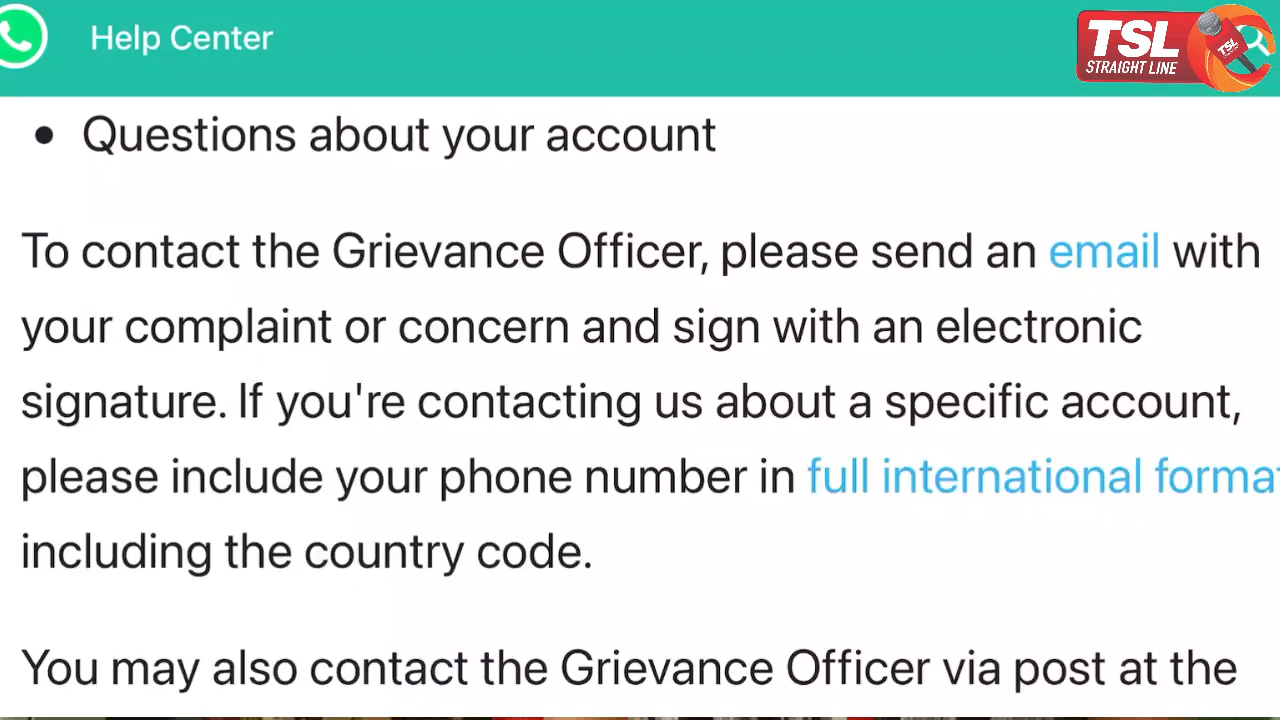 Help Center
TSL
STRAIGHT LINE
TSL
• Questions about your account
To contact the Grievance Officer, please send an email with
your complaint or concern and sign with an electronic
signature. If you're contacting us about a specific account,
please include your phone number in full international forma
including the country code.
You may also contact the Grievance Officer via post at the